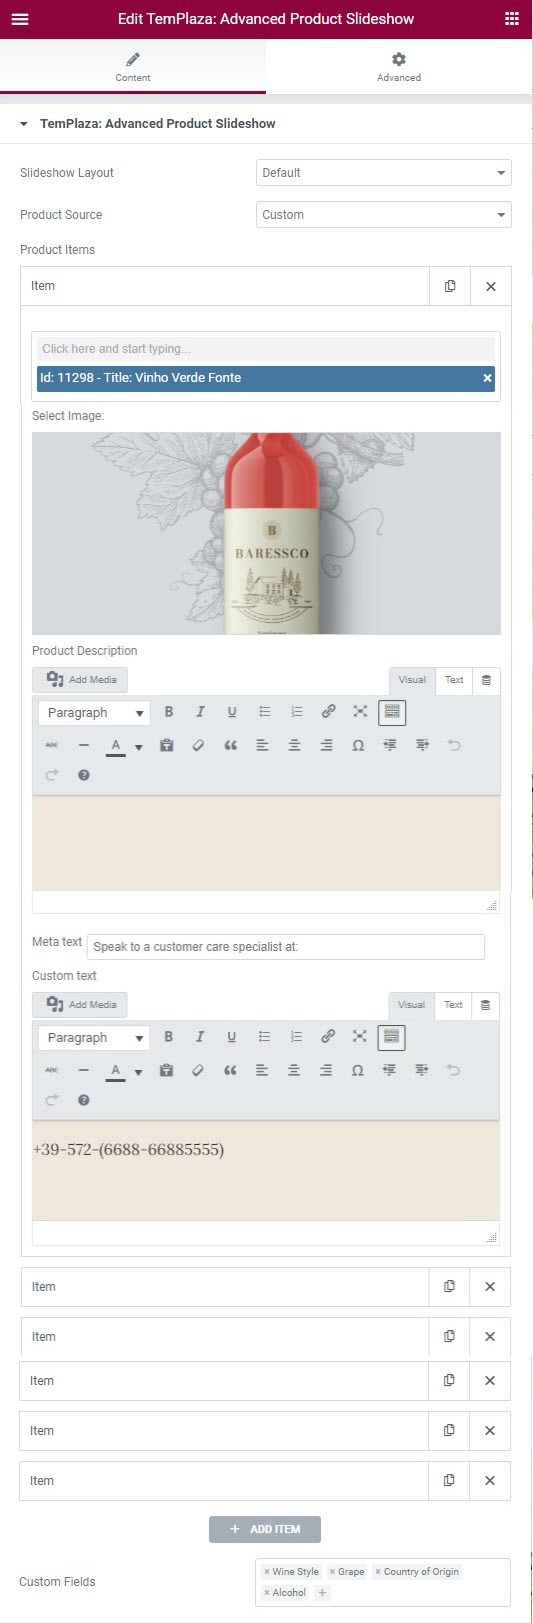 Edit TemPlaza: Advanced Product Slideshow
Content
Advanced
TemPlaza: Advanced Product Slideshow
Slideshow Layout
Default
Product Source
Custom
Product Items
Item
Click here and start typing...
Id: 11298 - Title: Vinho Verde Fonte
Select Image:
B
BARESSCO
Product Description
Add Media
Visual
Text
Paragraph
B I U
ABC
A
Ω
Meta text
Speak to a customer care specialist at:
Custom text
Add Media
Visual
Text
Paragraph
B I U
ABC
A
Ω
+39-572-(6688-66885555)
Item
Item
Item
Item
Item
+ ADD ITEM
Custom Fields
× Wine Style × Grape × Country of Origin
× Alcohol +